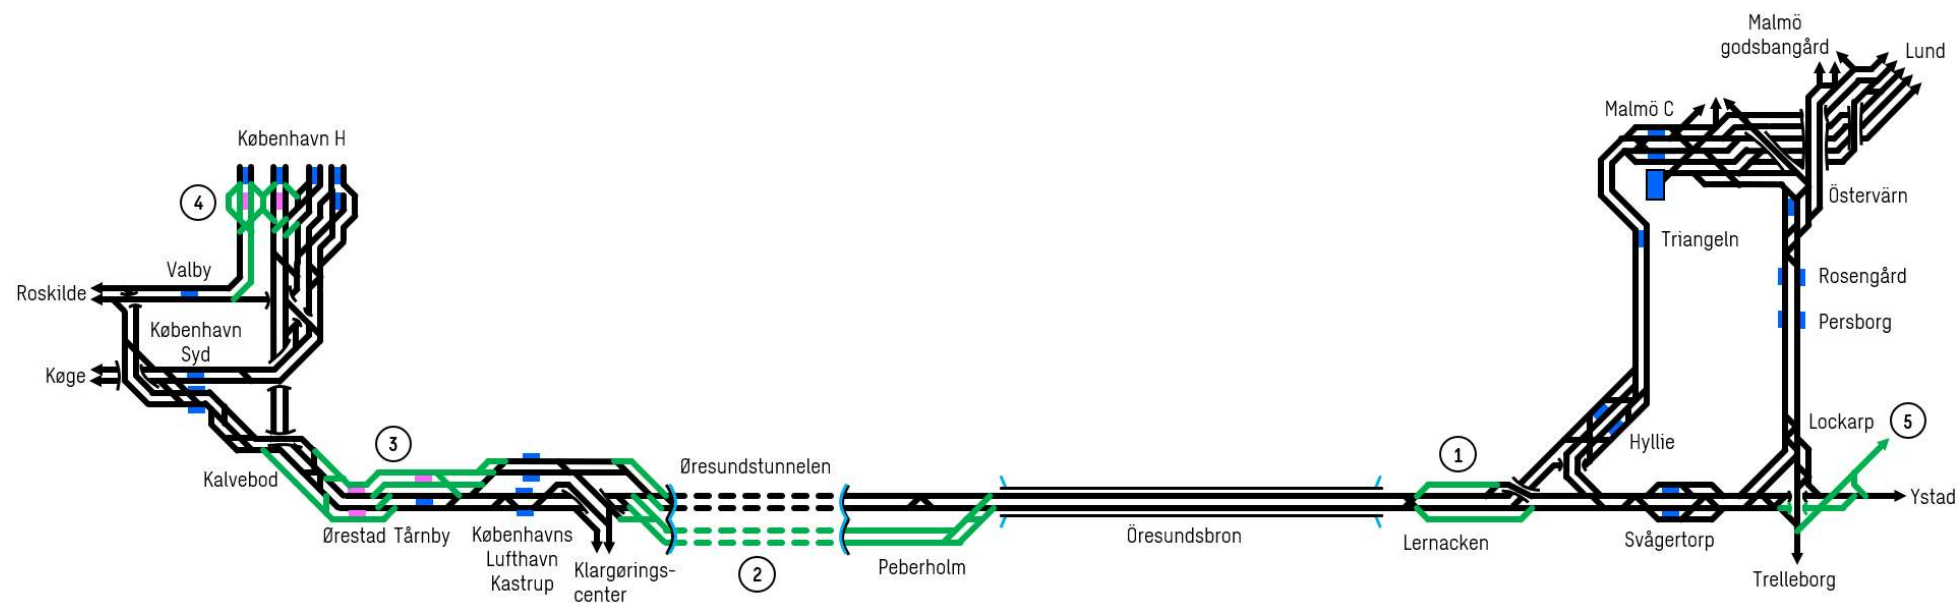 Malmö
godsbangård
Lund
Malmö C
København H
4
Östervärn
Triangeln
Valby
Roskilde
Rosengård
København
Syd
Persborg
Køge
Lockarp
5
3
Hyllie
1
Øresundstunnelen
Kalvebod
Ystad
Ørestad
Tårnby
Københavns
Lufthavn
Kastrup
Klargørings-
center
2
Peberholm
Öresundsbron
Lernacken
Svågertorp
Trelleborg